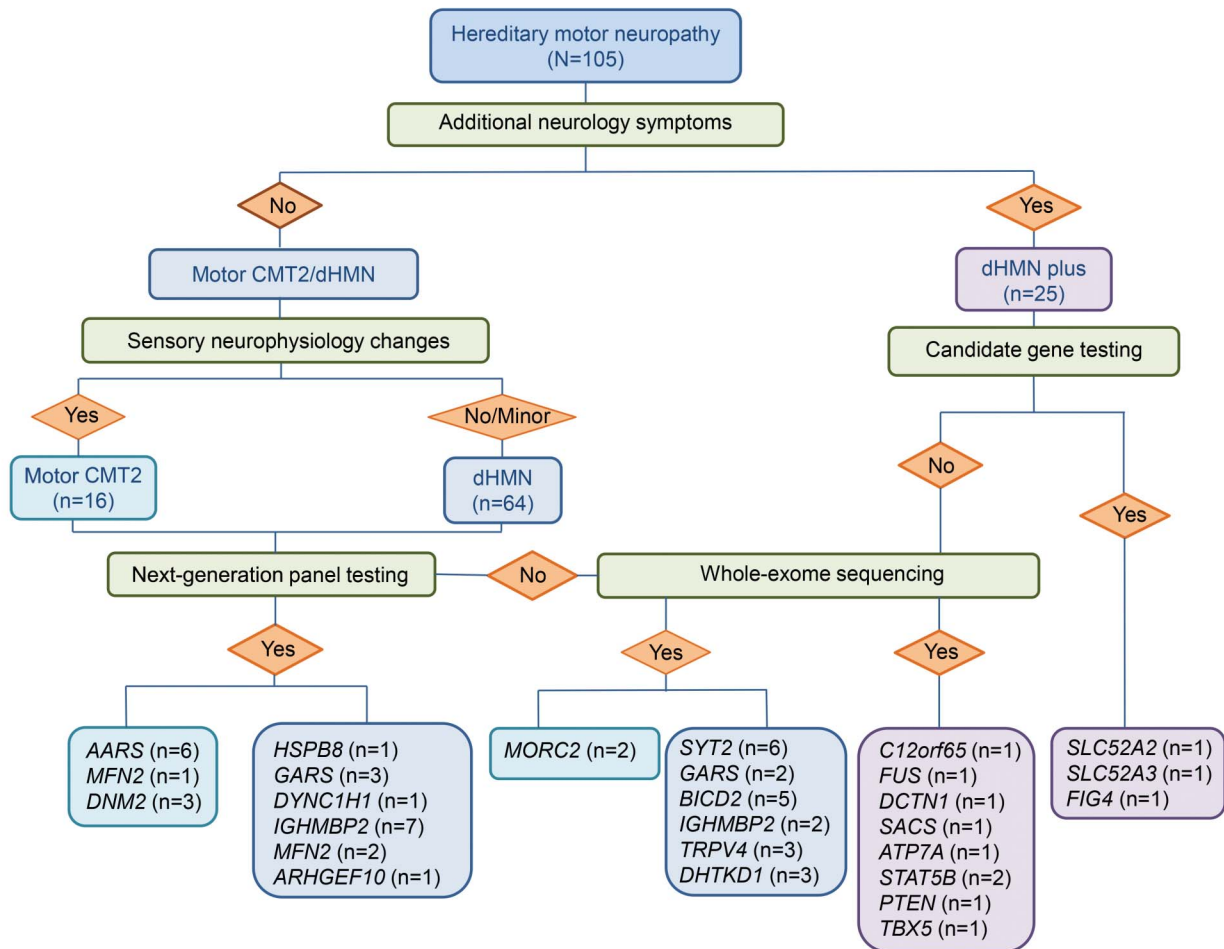 Hereditary motor neuropathy
(N=105)
Additional neurology symptoms
No
Yes
Motor CMT2/dHMN
dHMN plus
(n=25)
Sensory neurophysiology changes
Candidate gene testing
Yes
No/Minor
No
Yes
Motor CMT2
(n=16)
dHMN
(n=64)
Next-generation panel testing
No
Whole-exome sequencing
Yes
Yes
Yes
AARS (n=6)
MFN2 (n=1)
DNM2 (n=3)
HSPB8 (n=1)
GARS (n=3)
DYNC1H1 (n=1)
IGHMBP2 (n=7)
MFN2 (n=2)
ARHGEF10 (n=1)
MORC2 (n=2)
SYT2 (n=6)
GARS (n=2)
BICD2 (n=5)
IGHMBP2 (n=2)
TRPV4 (n=3)
DHTKD1 (n=3)
C12orf65 (n=1)
FUS (n=1)
DCTN1 (n=1)
SACS (n=1)
ATP7A (n=1)
STAT5B (n=2)
PTEN (n=1)
TBX5 (n=1)
SLC52A2 (n=1)
SLC52A3 (n=1)
FIG4 (n=1)